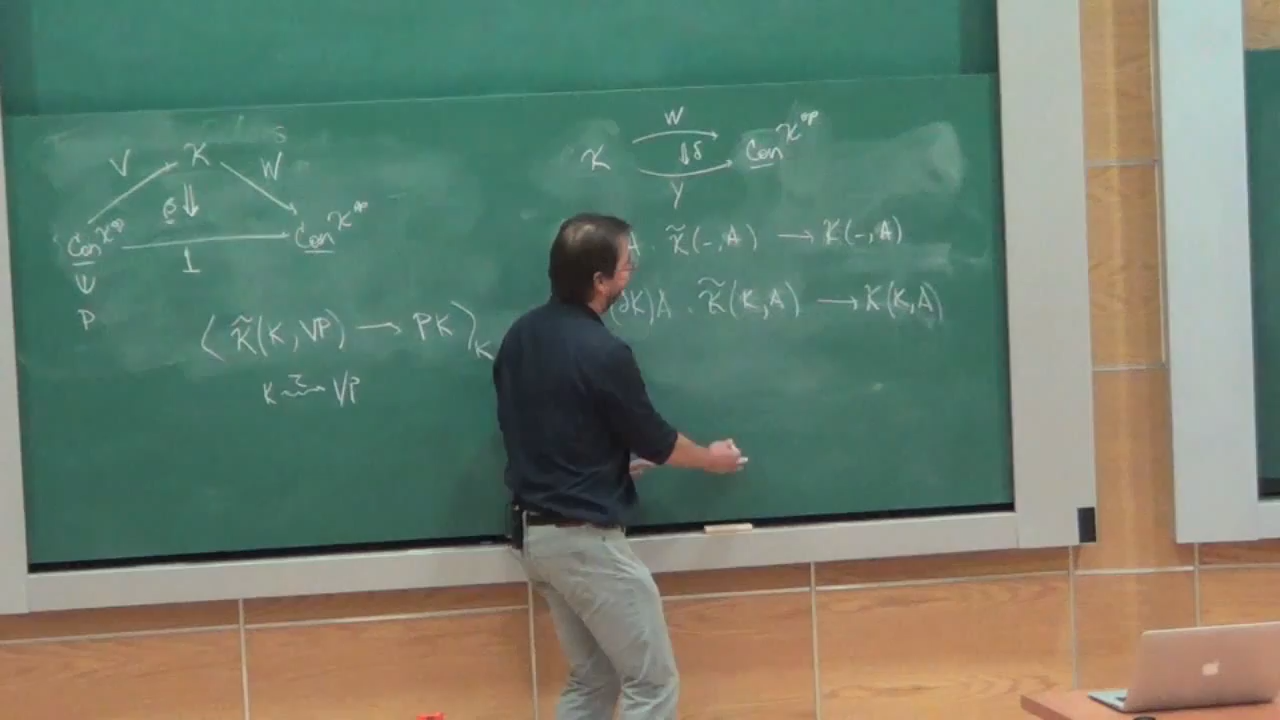 V 𝒦 W
β ⇓
Con^{𝒦^{op}} → Con^{𝒦^{op}}
1
Ψ
P
⟨ 𝒦̃(K, VP) ⟶ PK ⟩_K
K ⇝^τ VP
W
𝒦 ⇓δ Con^{𝒦^{op}}
Y
A . 𝒦̃(-, A) ⟶ 𝒦(-, A)
K)A . 𝒦̃(K, A) ⟶ 𝒦(K, A)